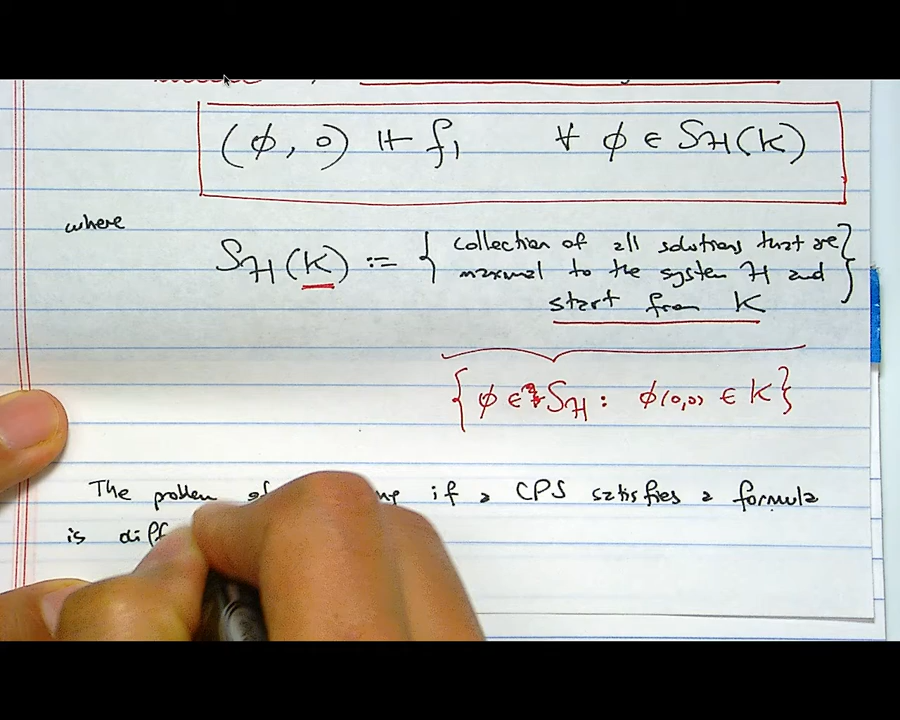 (ϕ, 0) ⊩ f₁ ∀ ϕ ∈ S_H(K)
where
S_H(K) := { collection of all solutions that are
maximal to the system H and
start from K }
{ ϕ ∈ S_H : ϕ(0,0) ∈ K }
The problem of if a CPS satisfies a formula
is